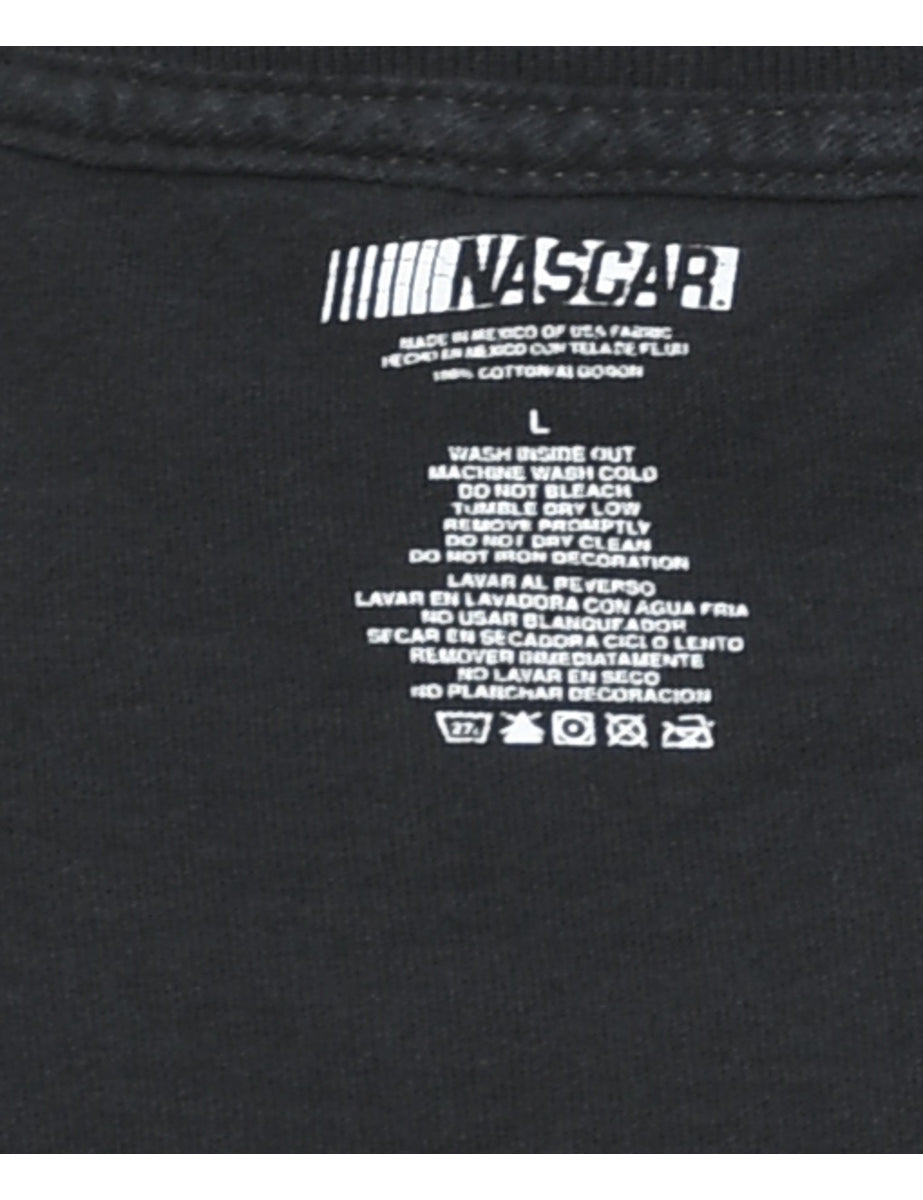 NASCAR.
MADE IN MEXICO OF USA FABRIC
HECHO EN MEXICO CON TELA DE E.E.U.U
100% COTTON/ALGODON
L
WASH INSIDE OUT
MACHINE WASH COLD
DO NOT BLEACH
TUMBLE DRY LOW
REMOVE PROMPTLY
DO NOT DRY CLEAN
DO NOT IRON DECORATION
LAVAR AL REVERSO
LAVAR EN LAVADORA CON AGUA FRIA
NO USAR BLANQUEADOR
SECAR EN SECADORA CICLO LENTO
REMOVER INMEDIATAMENTE
NO LAVAR EN SECO
NO PLANCHAR DECORACION